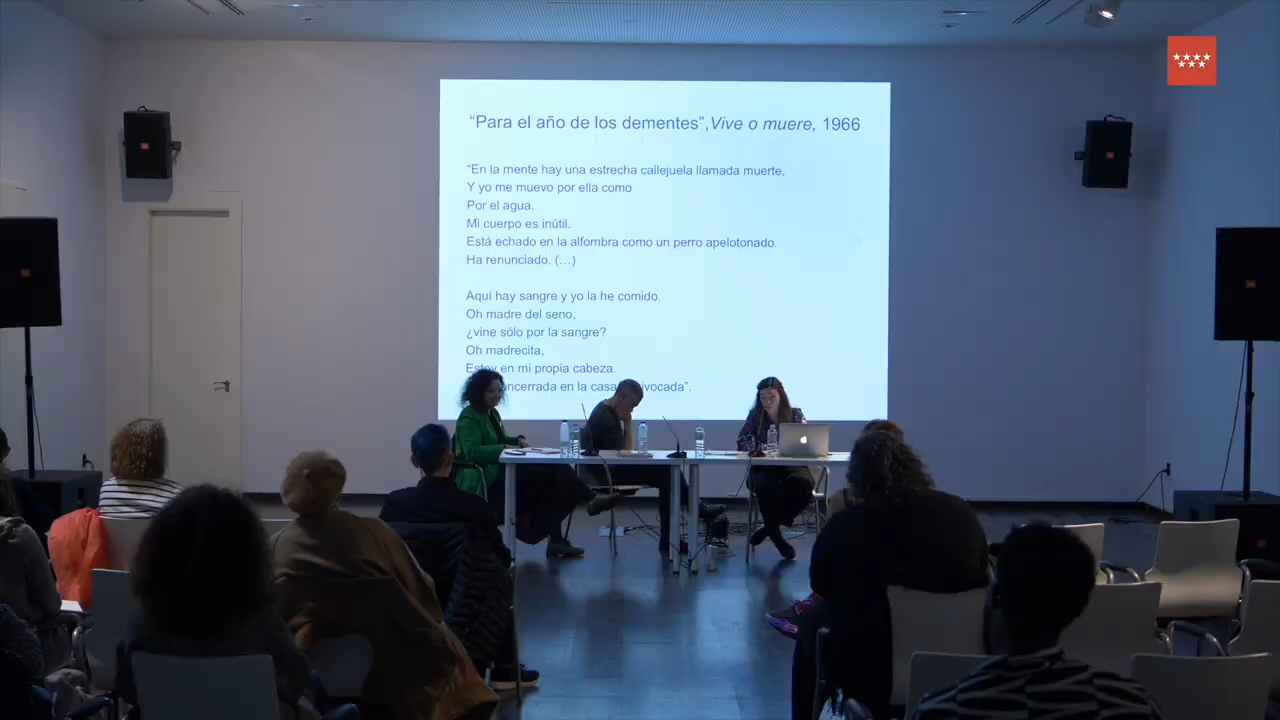 “Para el año de los dementes”,Vive o muere, 1966
“En la mente hay una estrecha callejuela llamada muerte,
Y yo me muevo por ella como
Por el agua.
Mi cuerpo es inútil.
Está echado en la alfombra como un perro apelotonado.
Ha renunciado. (…)
Aquí hay sangre y yo la he comido.
Oh madre del seno,
¿vine sólo por la sangre?
Oh madrecita,
Estoy en mi propia cabeza.
en la casa